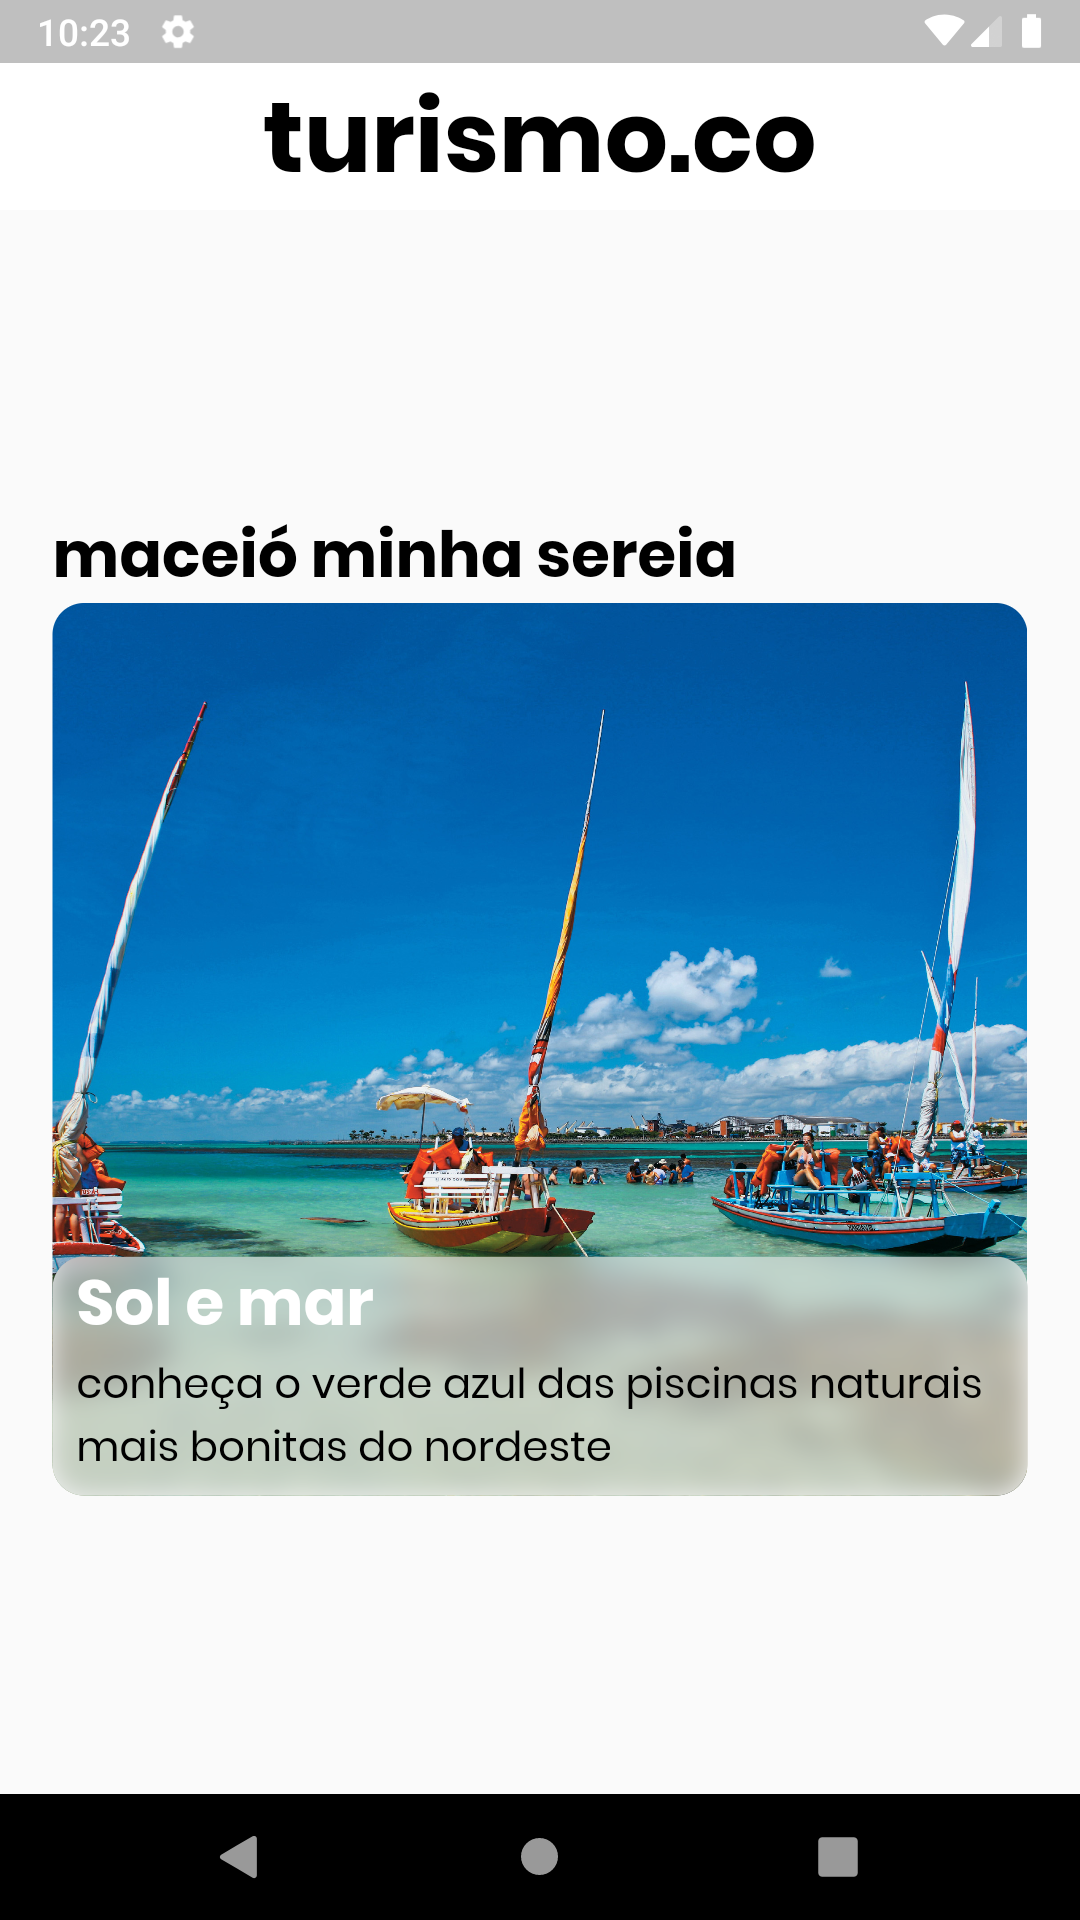 10:23
turismo.co
maceió minha sereia
Sol e mar
conheça o verde azul das piscinas naturais
mais bonitas do nordeste